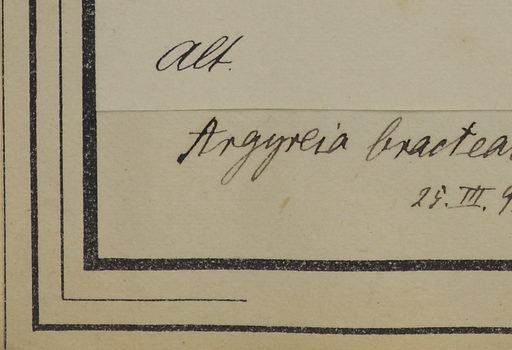 Alt.
Argyreia bractea
25. III. 9